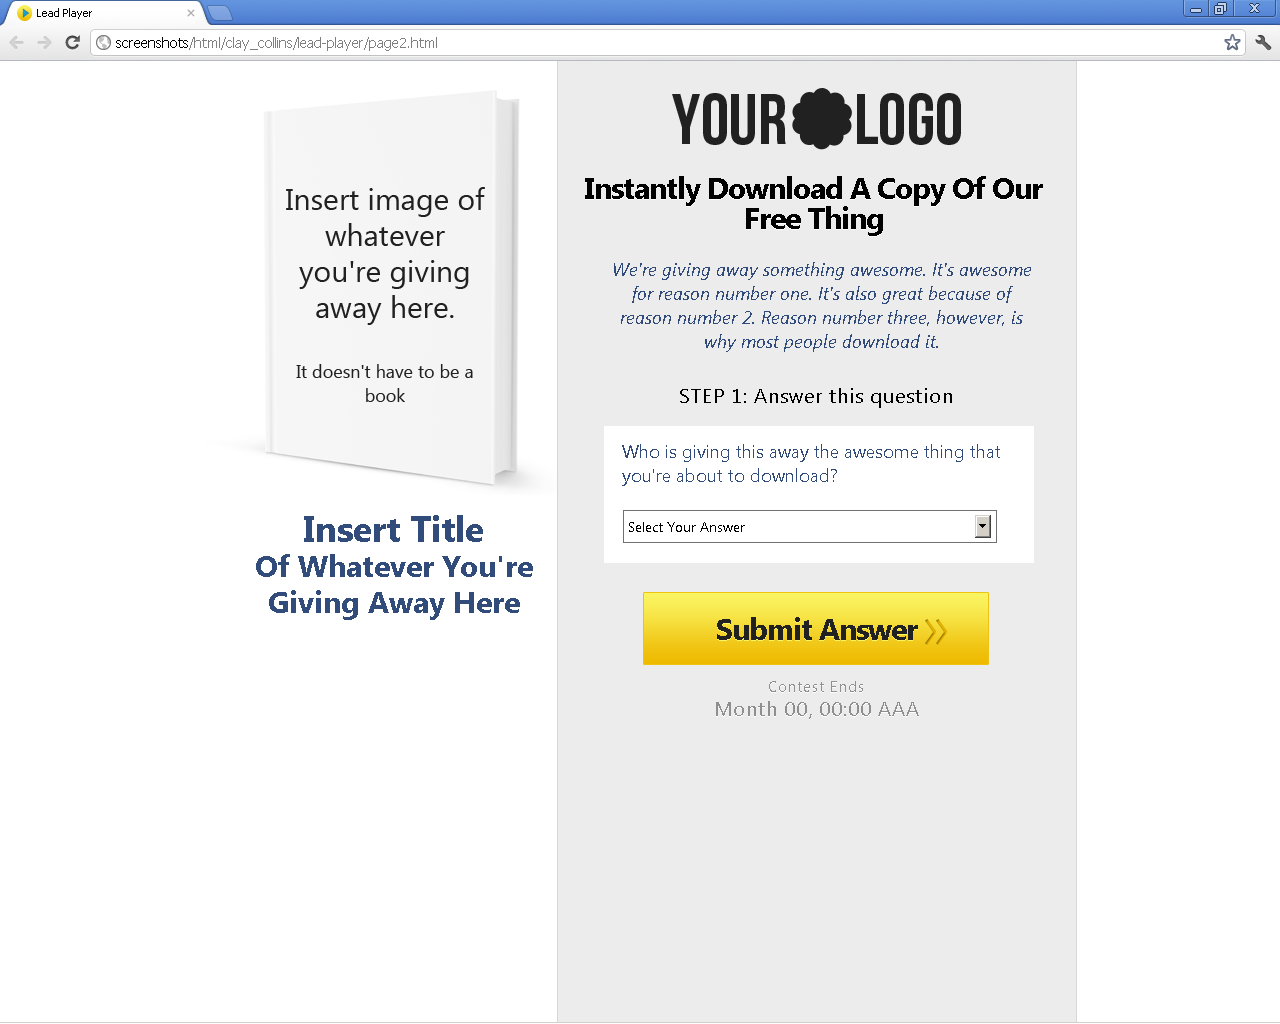 Lead Player
screenshots/html/clay_collins/lead-player/page2.html
Insert image of
whatever
you're giving
away here.
It doesn't have to be a
book
Insert Title
Of Whatever You're
Giving Away Here
YOUR LOGO
Instantly Download A Copy Of Our
Free Thing
We're giving away something awesome. It's awesome
for reason number one. It's also great because of
reason number 2. Reason number three, however, is
why most people download it.
STEP 1: Answer this question
Who is giving this away the awesome thing that
you're about to download?
Select Your Answer
Submit Answer
Contest Ends
Month 00, 00:00 AAA